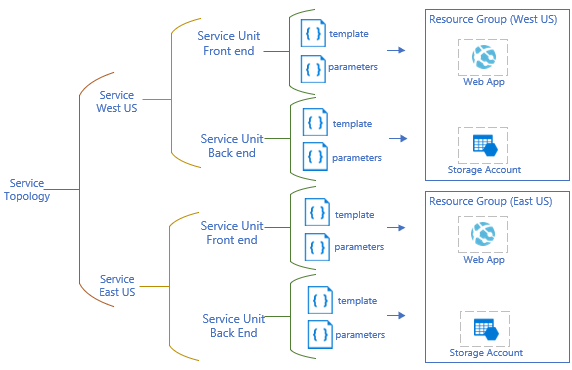 Service
Topology
Service
West US
Service Unit
Front end
{ }
template
{ }
parameters
Service Unit
Back end
{ }
template
{ }
parameters
Resource Group (West US)
Web App
Storage Account
Service
East US
Service Unit
Front end
{ }
template
{ }
parameters
Service Unit
Back End
{ }
template
{ }
parameters
Resource Group (East US)
Web App
Storage Account